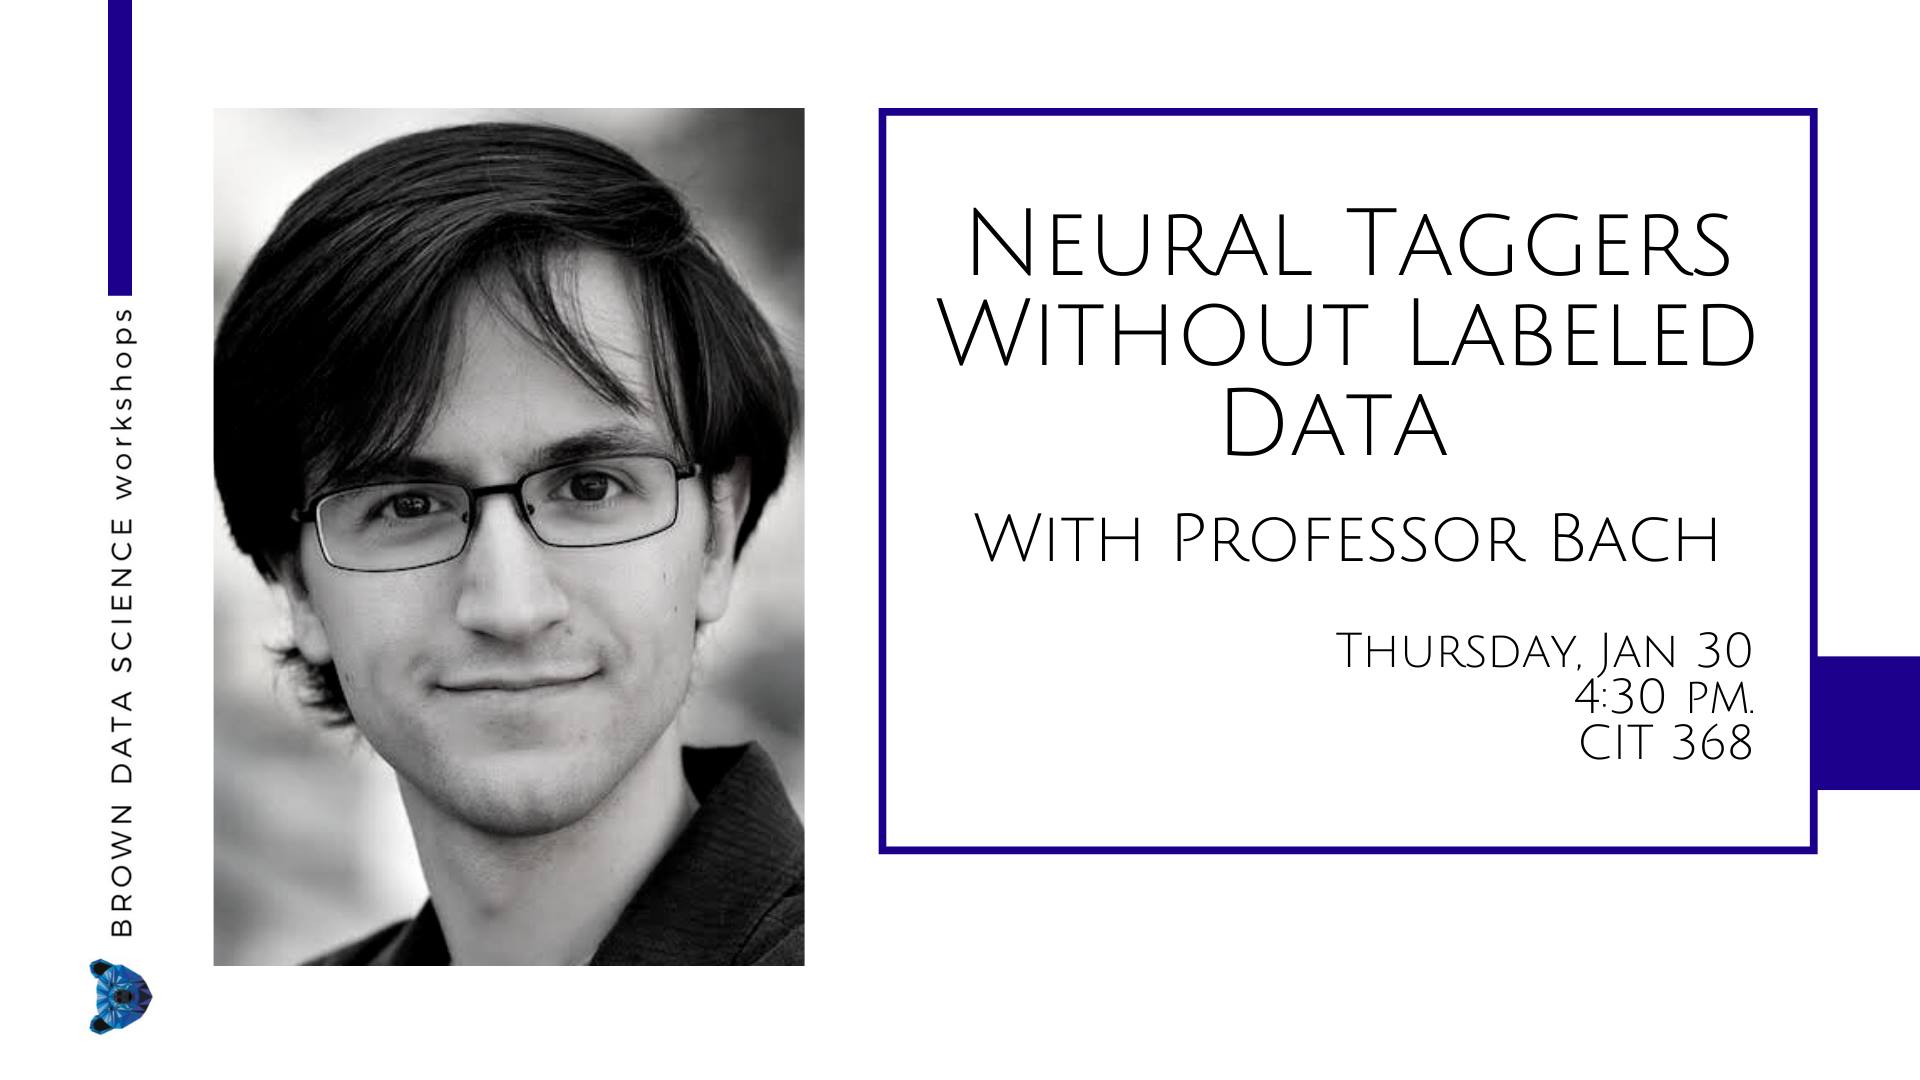 BROWN DATA SCIENCE workshops
NEURAL TAGGERS
WITHOUT LABELED
DATA
WITH PROFESSOR BACH
THURSDAY, JAN 30
4:30 PM.
CIT 368